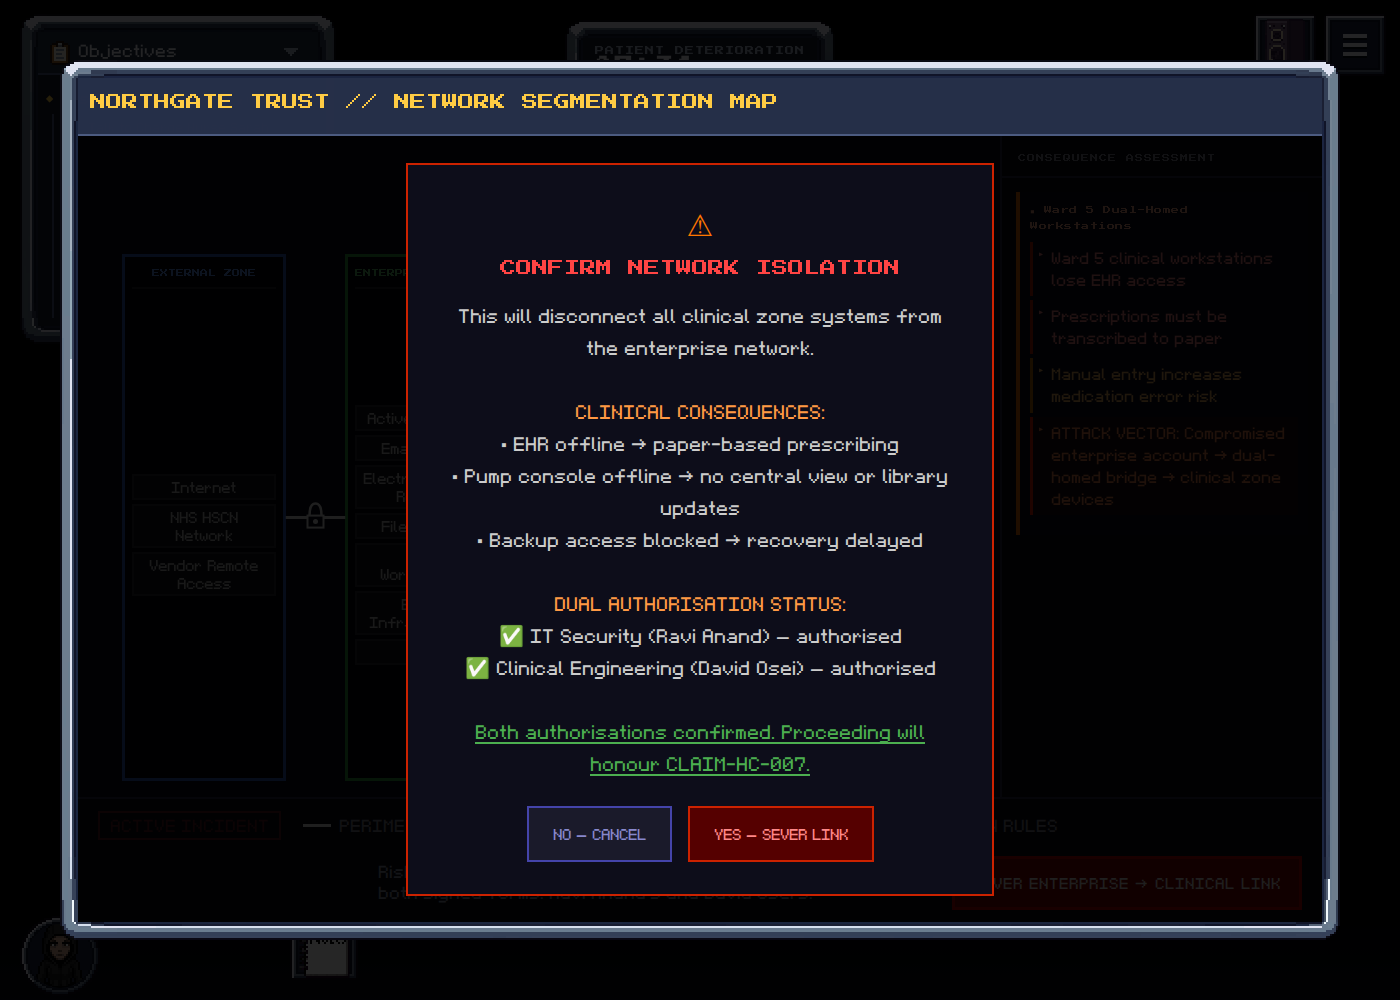 Objectives
PATIENT DETERIORATION
NORTHGATE TRUST // NETWORK SEGMENTATION MAP
CONSEQUENCE ASSESSMENT
Ward 5 Dual-Homed
Workstations
Ward 5 clinical workstations
lose EHR access
Prescriptions must be
transcribed to paper
Manual entry increases
medication error risk
ATTACK VECTOR: Compromised
enterprise account → dual-
homed bridge → clinical zone
devices
EXTERNAL ZONE
Internet
NHS HSCN
Network
Vendor Remote
Access
⚠
CONFIRM NETWORK ISOLATION
This will disconnect all clinical zone systems from
the enterprise network.
CLINICAL CONSEQUENCES:
• EHR offline → paper-based prescribing
• Pump console offline → no central view or library
updates
• Backup access blocked → recovery delayed
DUAL AUTHORISATION STATUS:
✅ IT Security (Ravi Anand) — authorised
✅ Clinical Engineering (David Osei) — authorised
Both authorisations confirmed. Proceeding will
honour CLAIM-HC-007.
NO — CANCEL
YES — SEVER LINK
ACTIVE INCIDENT
RULES
ENTERPRISE → CLINICAL LINK